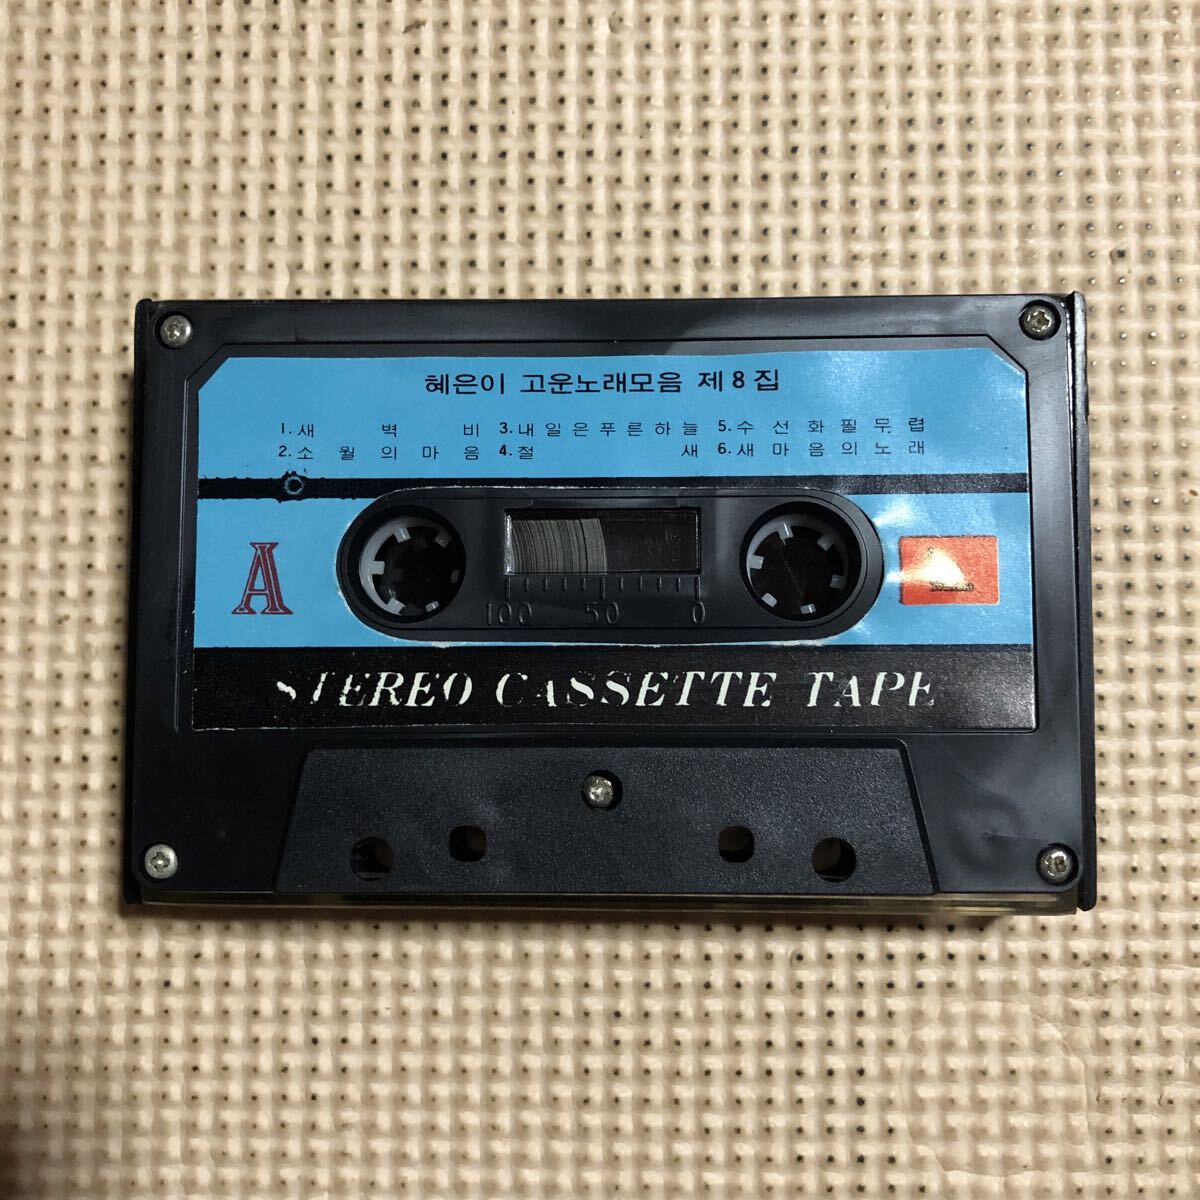 혜은이 고운노래모음 제8집
1. 새벽비 3. 내일은푸른하늘 5. 수선화필무렵
2. 소월의마음 4. 철새 6. 새마음의노래
A
100 50 0
STEREO CASSETTE TAPE